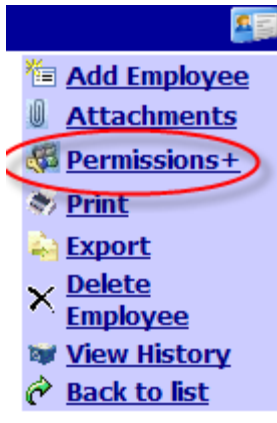 Add Employee
Attachments
Permissions+
Print
Export
Delete
Employee
View History
Back to list